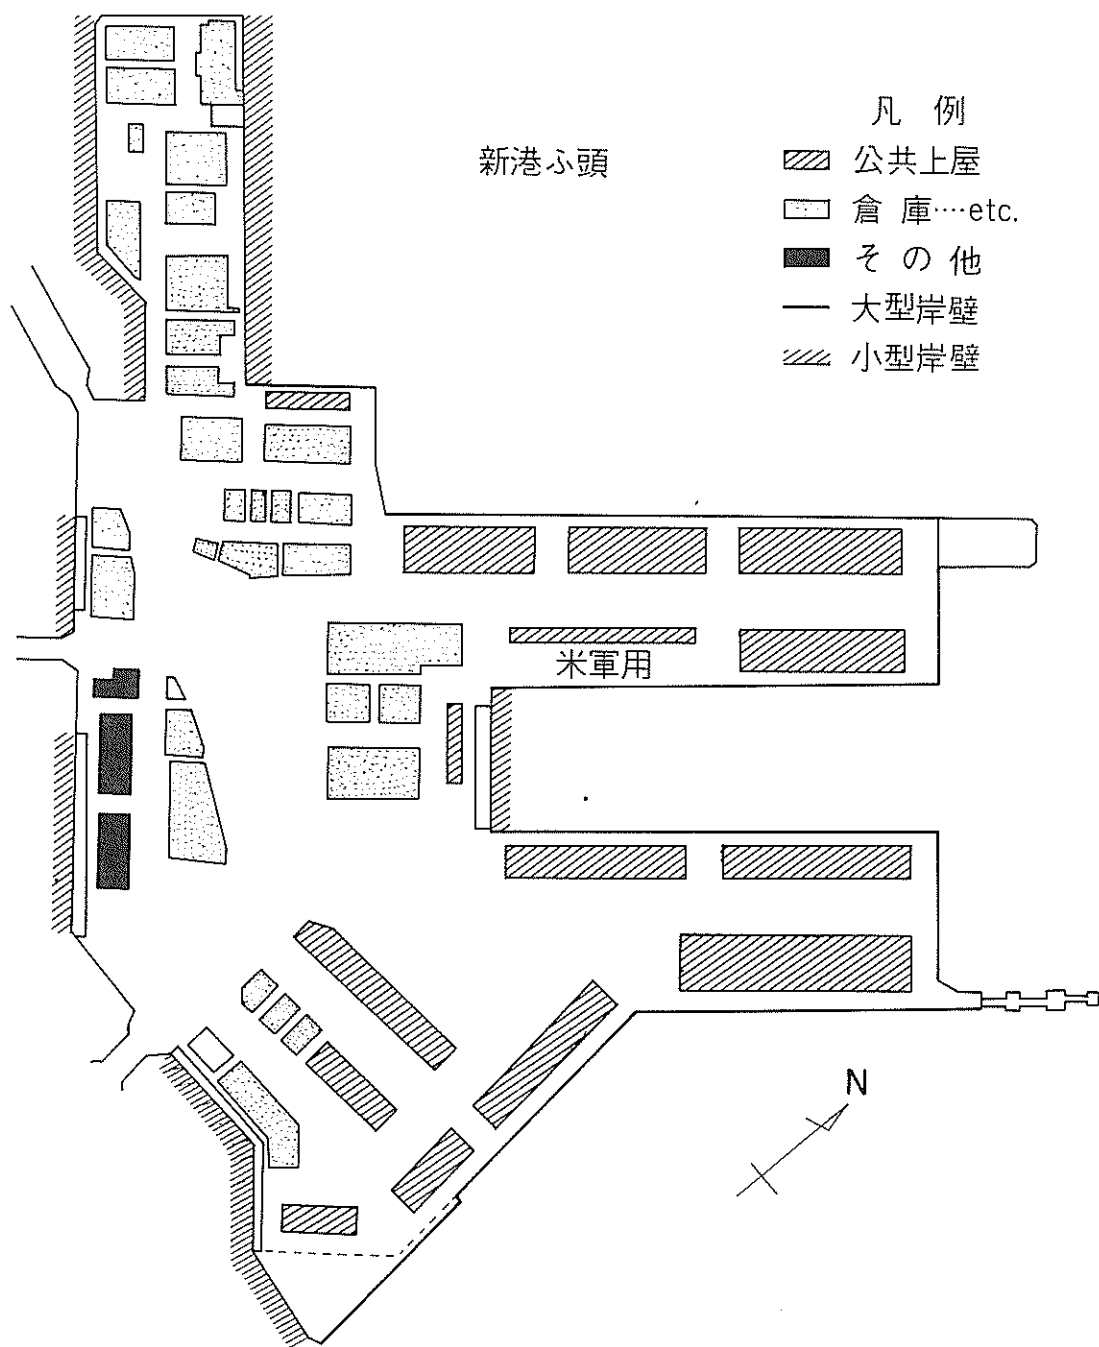 新港ふ頭
凡 例
公共上屋
倉 庫‥‥etc.
そ の 他
大型岸壁
小型岸壁
米軍用
N